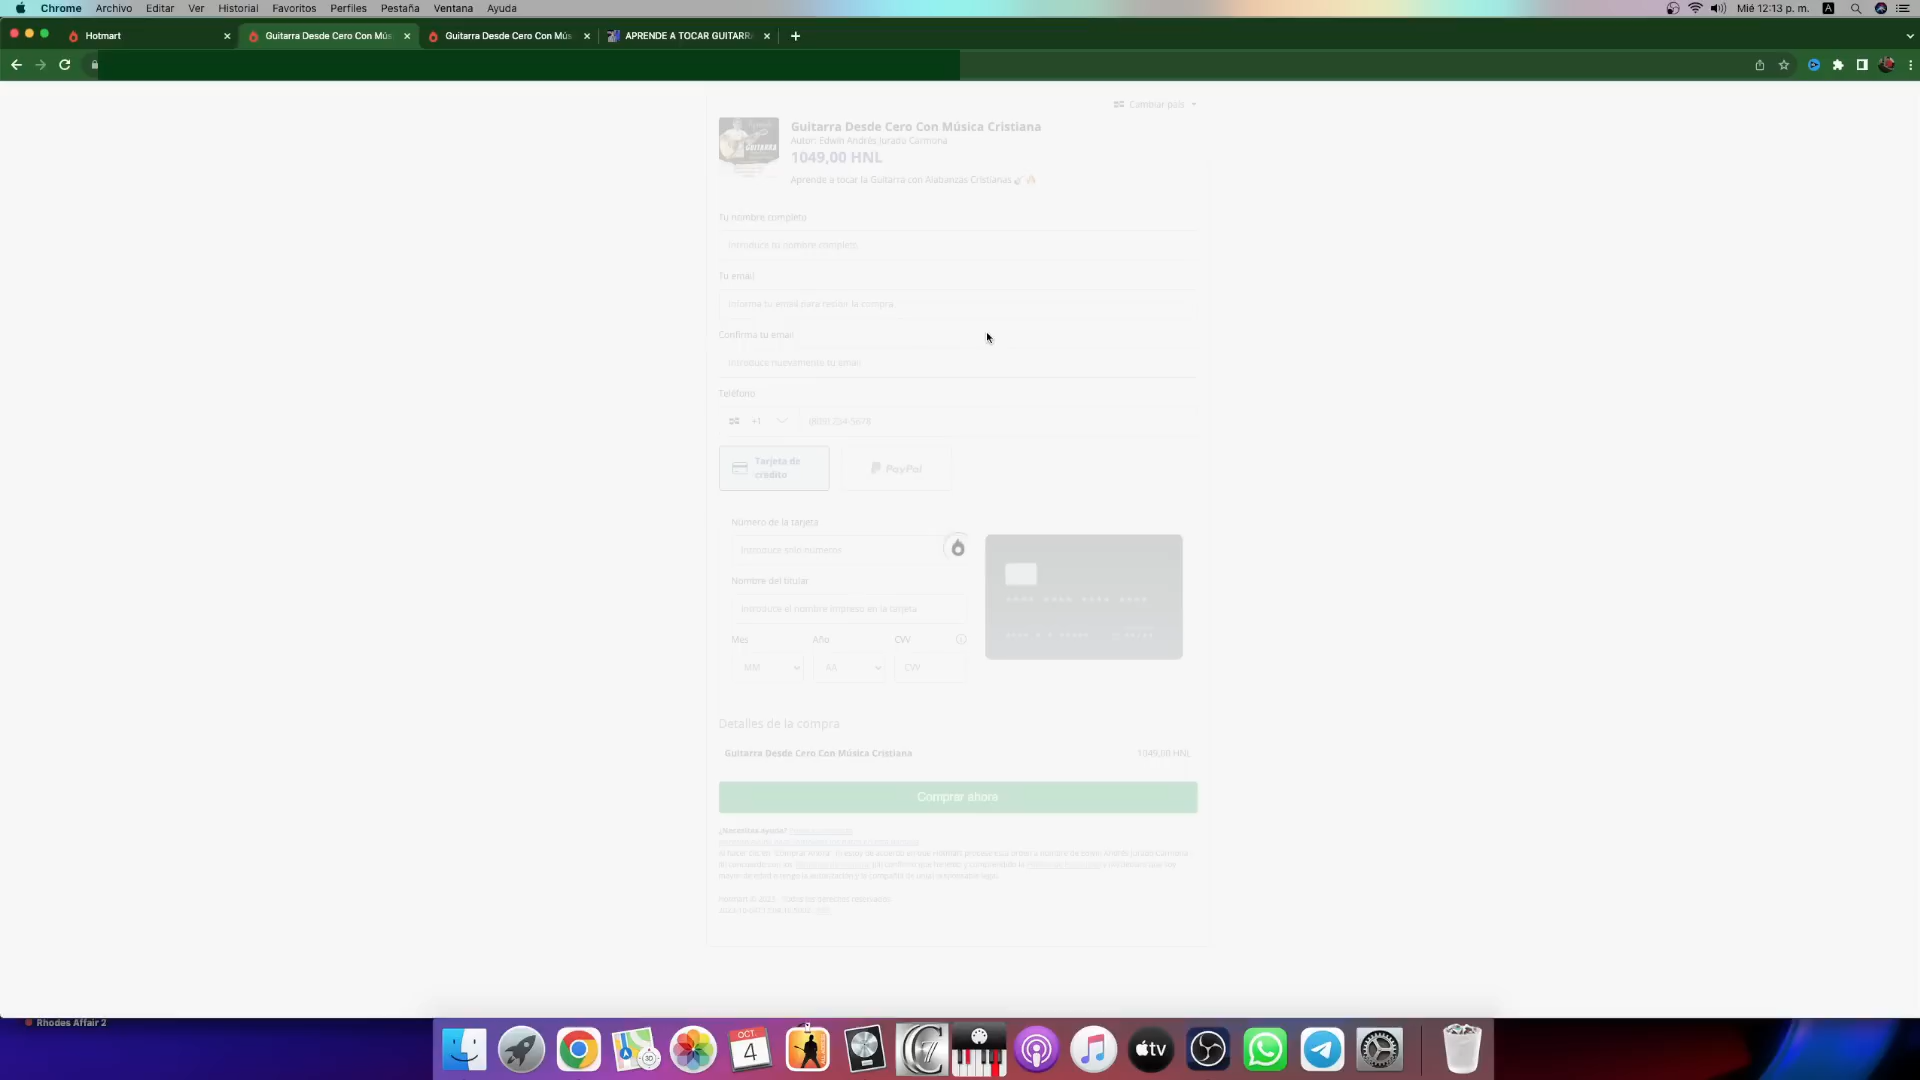 Chrome Archivo Editar Ver Historial Favoritos Perfiles Pestaña Ventana Ayuda
Mié 12:13 p. m. A
Hotmart
Guitarra Desde Cero Con Mús
Guitarra Desde Cero Con Mús
APRENDE A TOCAR GUITARR
Cambiar país
Guitarra Desde Cero Con Música Cristiana
Autor: Edwin Andrés Jurado Carmona
1049,00 HNL
Aprende a tocar la Guitarra con Alabanzas Cristianas
Tu nombre completo
Introduce tu nombre completo
Tu email
Informa tu email para recibir la compra
Confirma tu email
Introduce nuevamente tu email
Teléfono
+1 (809) 234-5678
Tarjeta de
crédito
PayPal
Número de la tarjeta
Introduce solo números
Nombre del titular
Introduce el nombre impreso en la tarjeta
Mes Año CVV
MM AA CVV
Detalles de la compra
Guitarra Desde Cero Con Música Cristiana 1049,00 HNL
Comprar ahora
¿Necesitas ayuda?
Rhodes Affair 2
OCT.
4
3D
C7
tv